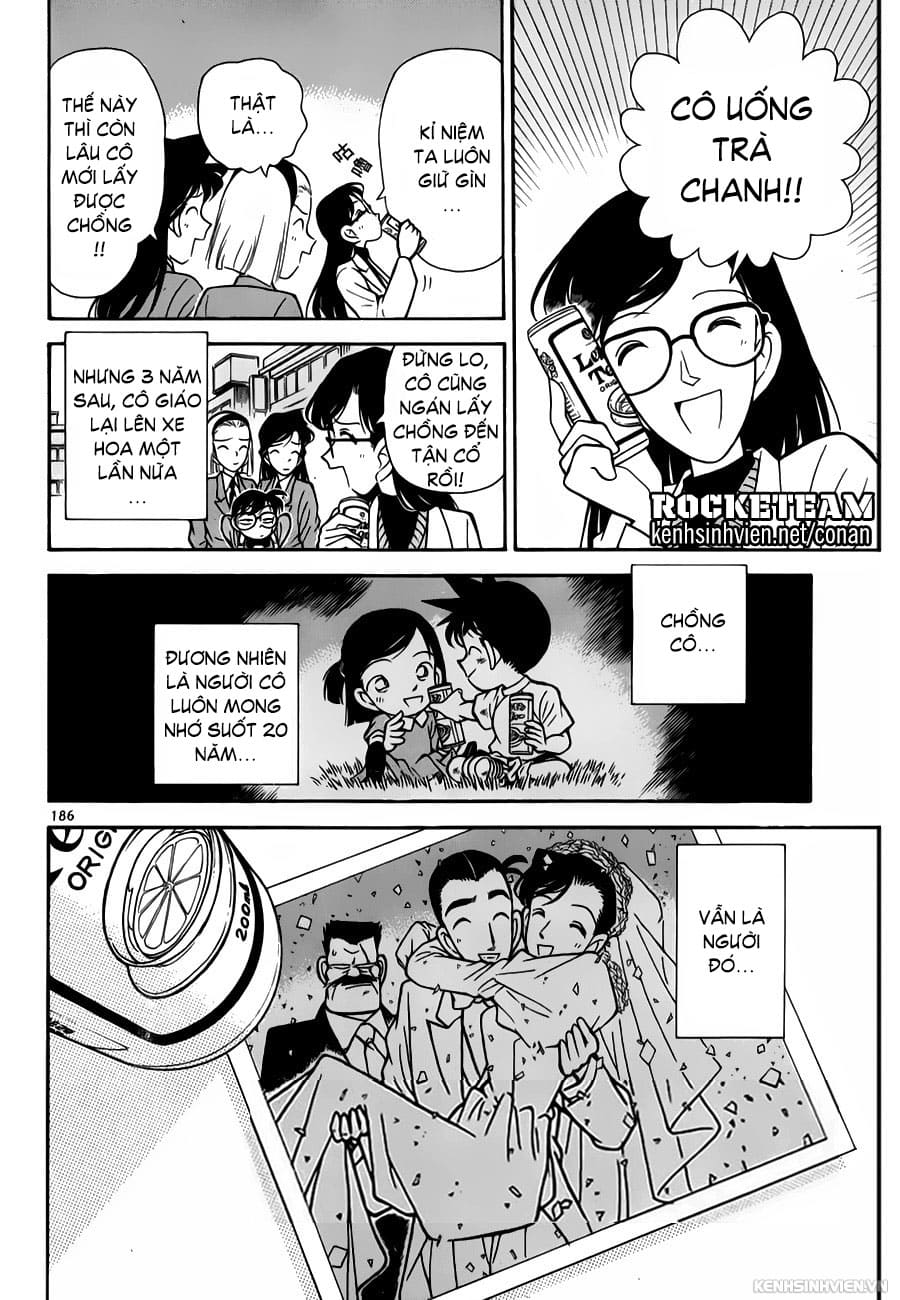 CÔ UỐNG
TRÀ
CHANH!!
KỈ NIỆM
TA LUÔN
GIỮ GÌN
...
THẬT
LÀ...
THẾ NÀY
THÌ CÒN
LÂU CÔ
MỚI LẤY
ĐƯỢC
CHỒNG
!!
ROCKETEAM
kenhsinhvien.net/conan
ĐỪNG LO,
CÔ CŨNG
NGÁN LẤY
CHỒNG ĐẾN
TẬN CỔ
RỒI!
NHƯNG 3 NĂM
SAU, CÔ GIÁO
LẠI LÊN XE
HOA MỘT
LẦN NỮA
...
CHỒNG
CÔ...
ĐƯƠNG NHIÊN
LÀ NGƯỜI CÔ
LUÔN MONG
NHỚ SUỐT 20
NĂM...
186
ORIGI
200ml
VẪN LÀ
NGƯỜI
ĐÓ...
KENHSINHVIEN.VN